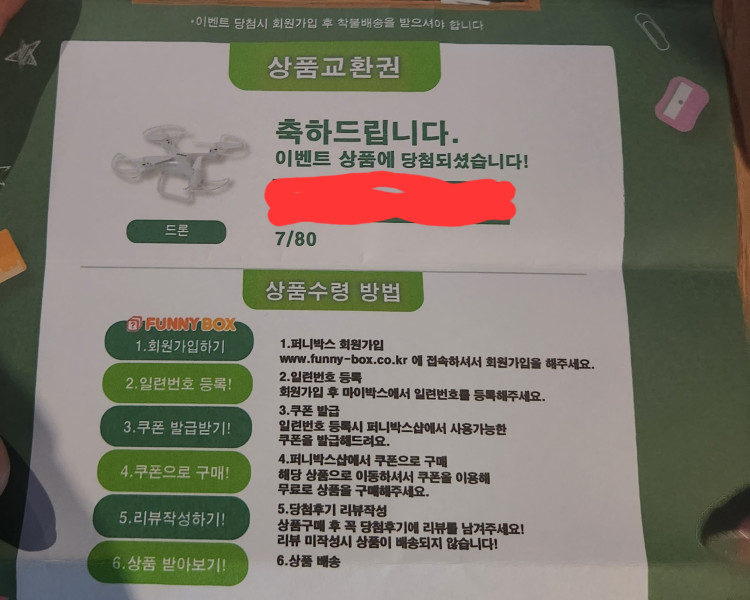 *이벤트 당첨시 회원가입 후 착불배송을 받으셔야 합니다
상품교환권
축하드립니다.
이벤트 상품에 당첨되셨습니다!
드론
7/80
상품수령 방법
FUNNY BOX
1.회원가입하기
1.퍼니박스 회원가입
www.funny-box.co.kr 에 접속하셔서 회원가입을 해주세요.
2.일련번호 등록!
2.일련번호 등록
회원가입 후 마이박스에서 일련번호를 등록해주세요.
3.쿠폰 발급받기!
3.쿠폰 발급
일련번호 등록시 퍼니박스샵에서 사용가능한
쿠폰을 발급해드려요.
4.쿠폰으로 구매!
4.퍼니박스샵에서 쿠폰으로 구매
해당 상품으로 이동하셔서 쿠폰을 이용해
무료로 상품을 구매해주세요.
5.리뷰작성하기!
5.당첨후기 리뷰작성
상품구매 후 꼭 당첨후기에 리뷰를 남겨주세요!
리뷰 미작성시 상품이 배송되지 않습니다!
6.상품 받아보기!
6.상품 배송